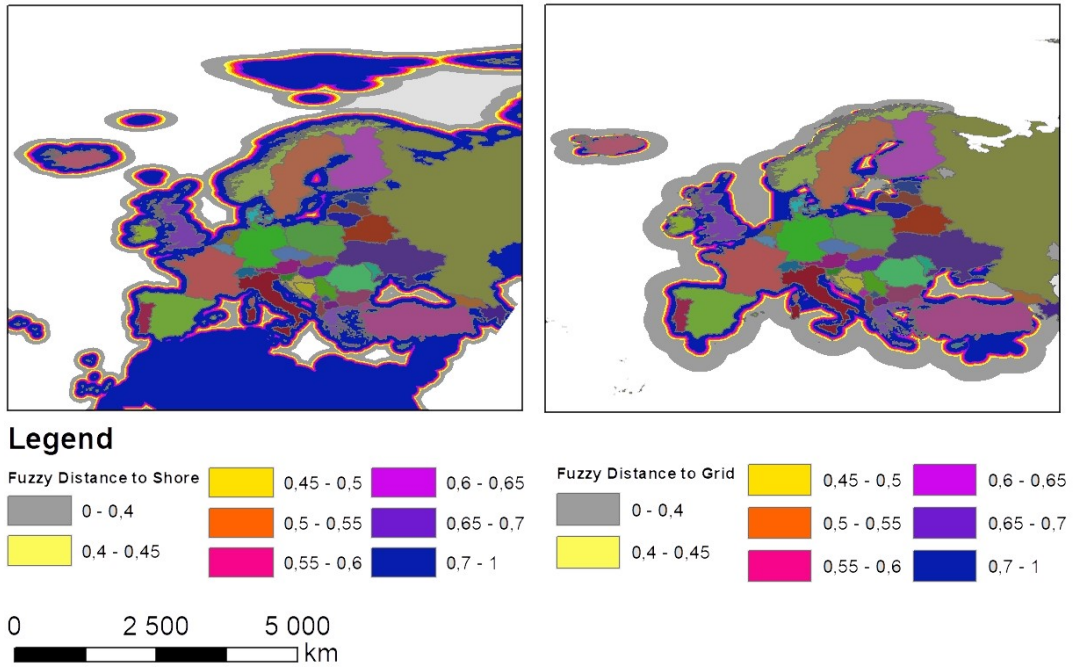 Legend
Fuzzy Distance to Shore
0 - 0,4
0,4 - 0,45
0,45 - 0,5
0,5 - 0,55
0,55 - 0,6
0,6 - 0,65
0,65 - 0,7
0,7 - 1
Fuzzy Distance to Grid
0 - 0,4
0,4 - 0,45
0,45 - 0,5
0,5 - 0,55
0,55 - 0,6
0,6 - 0,65
0,65 - 0,7
0,7 - 1
0 2 500 5 000
km